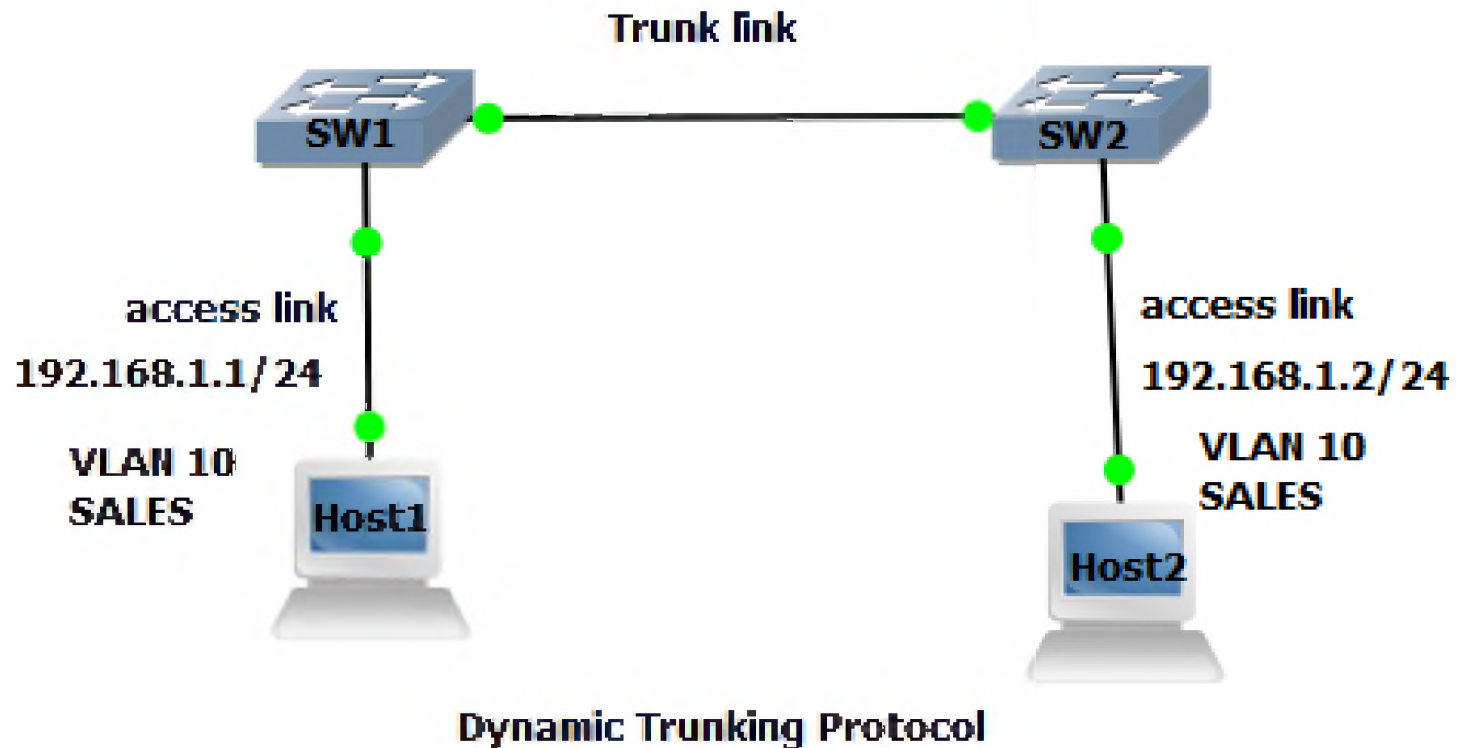 Trunk link
SW1
SW2
access link
192.168.1.1/24
VLAN 10
SALES
Host1
access link
192.168.1.2/24
VLAN 10
SALES
Host2
Dynamic Trunking Protocol